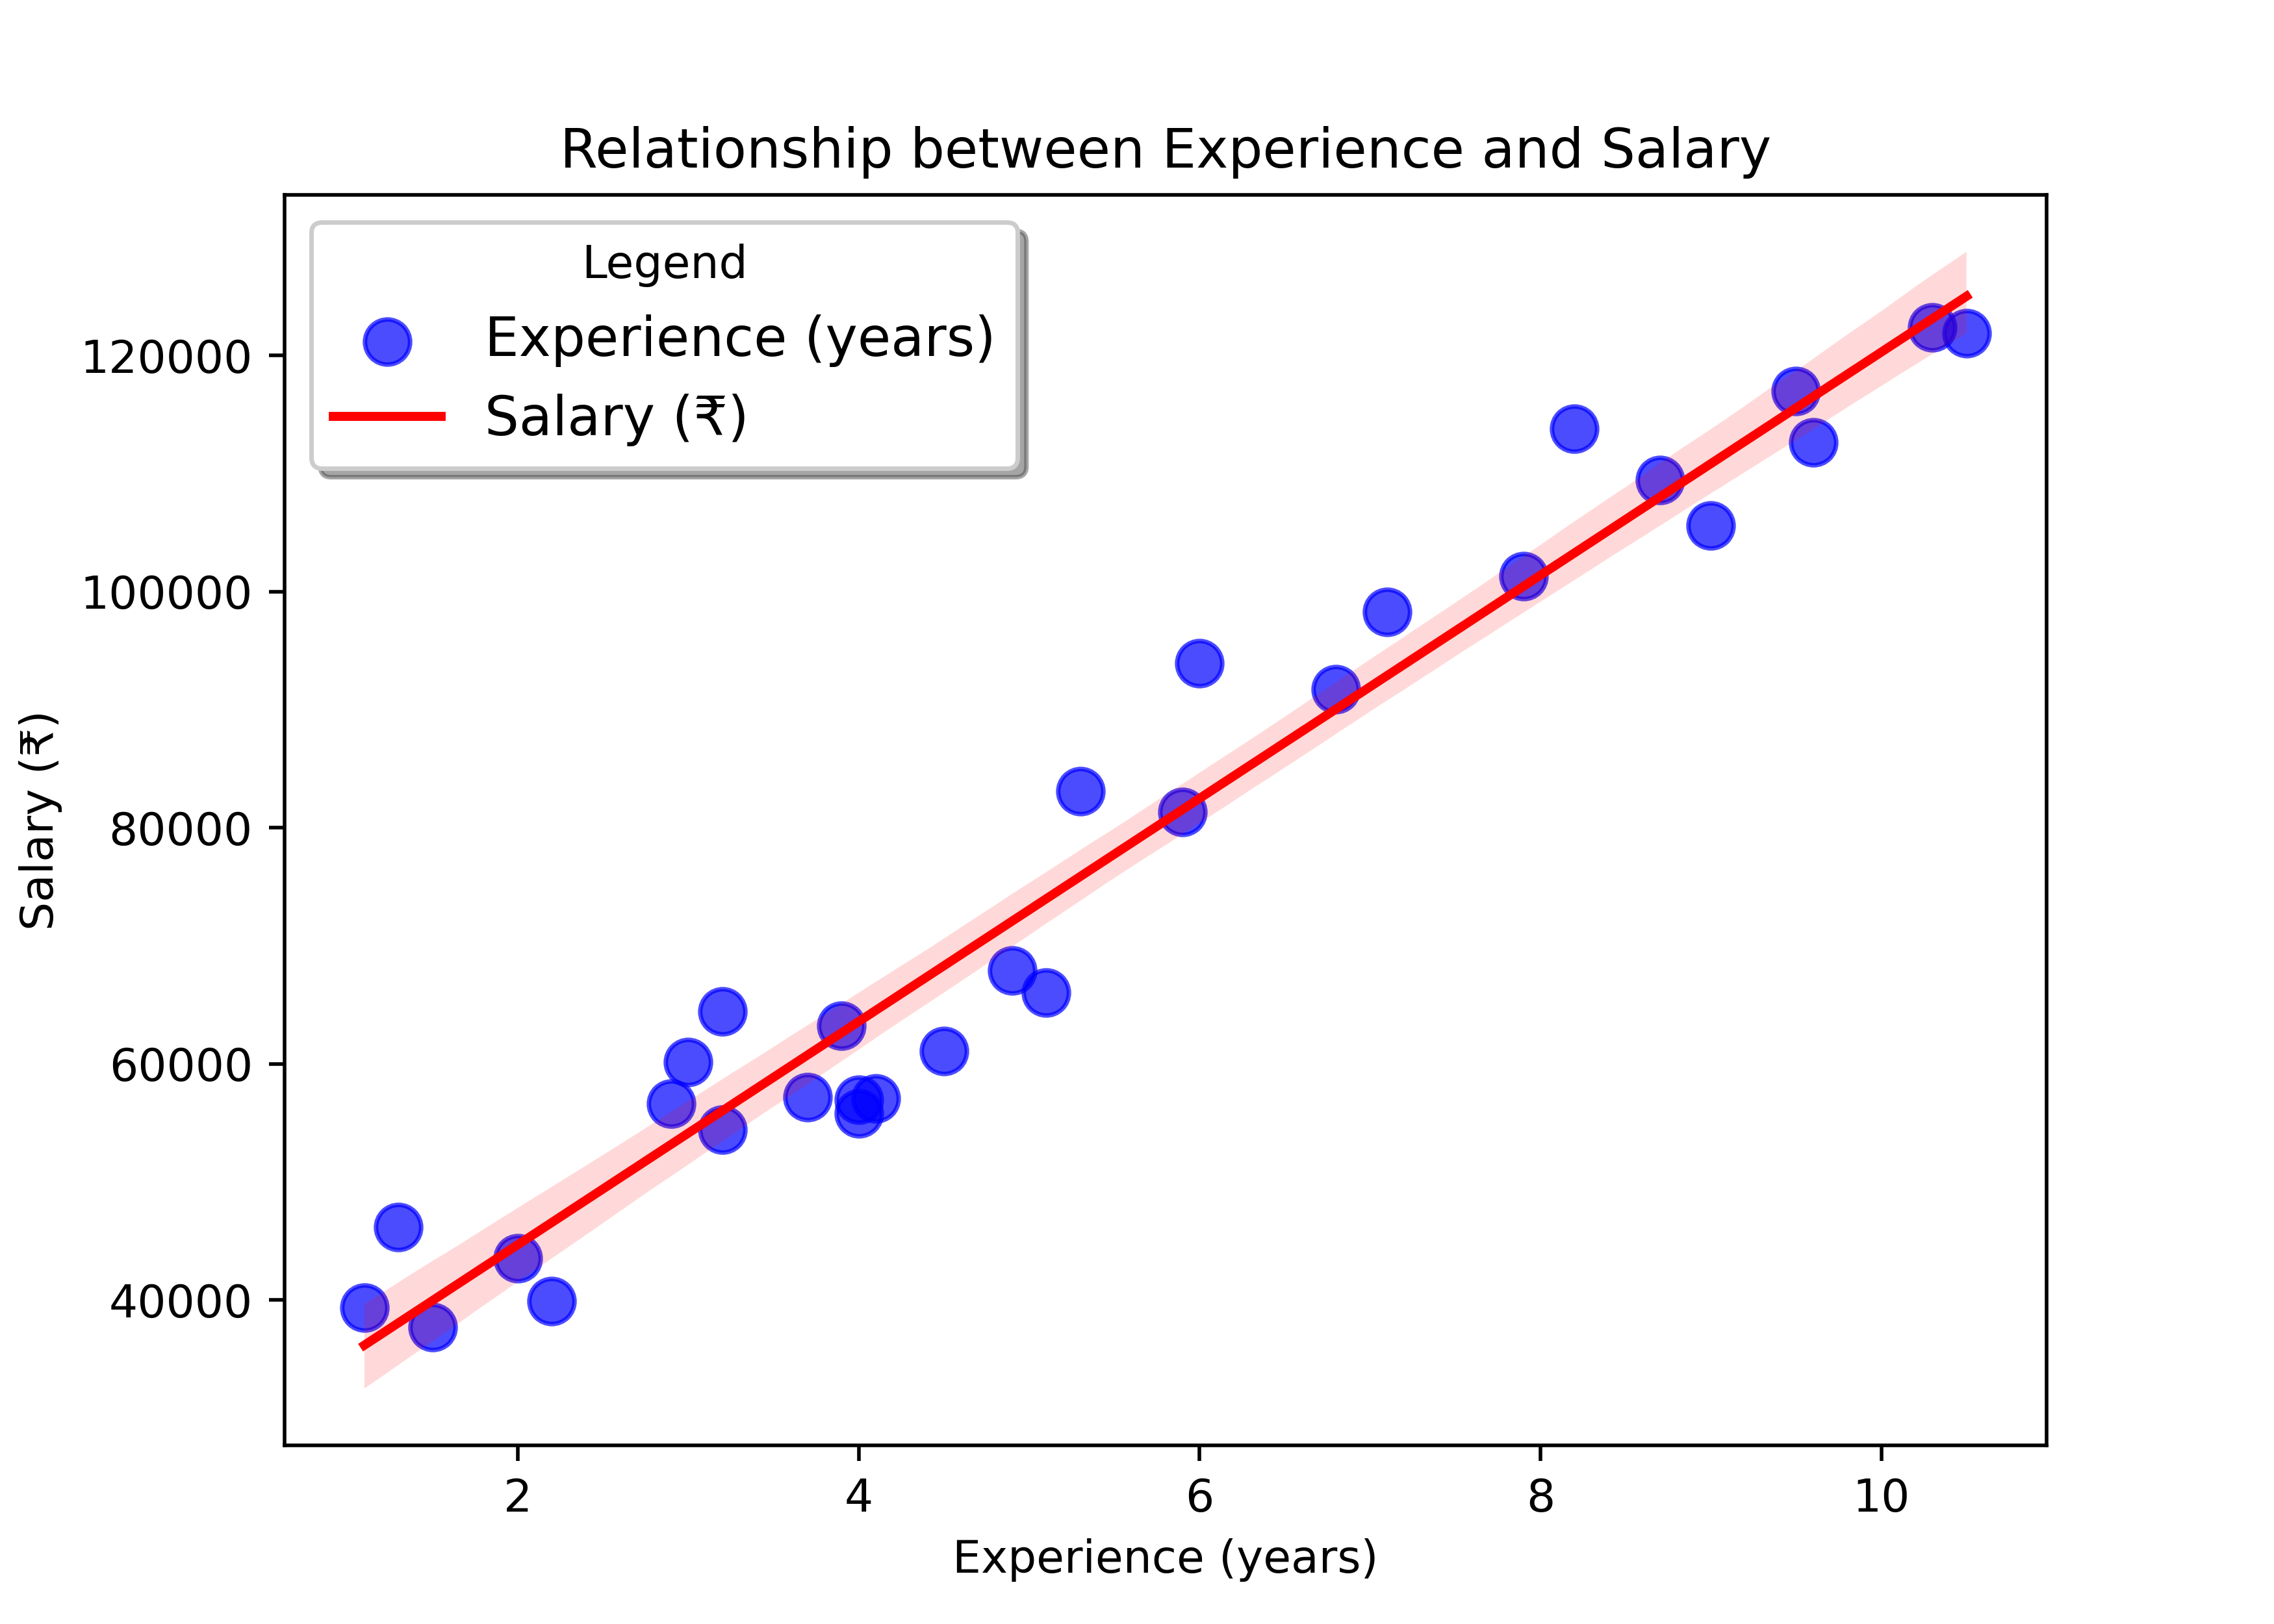 Relationship between Experience and Salary
Legend
Experience (years)
Salary (₹)
120000
100000
80000
60000
40000
Salary (₹)
2
4
6
8
10
Experience (years)